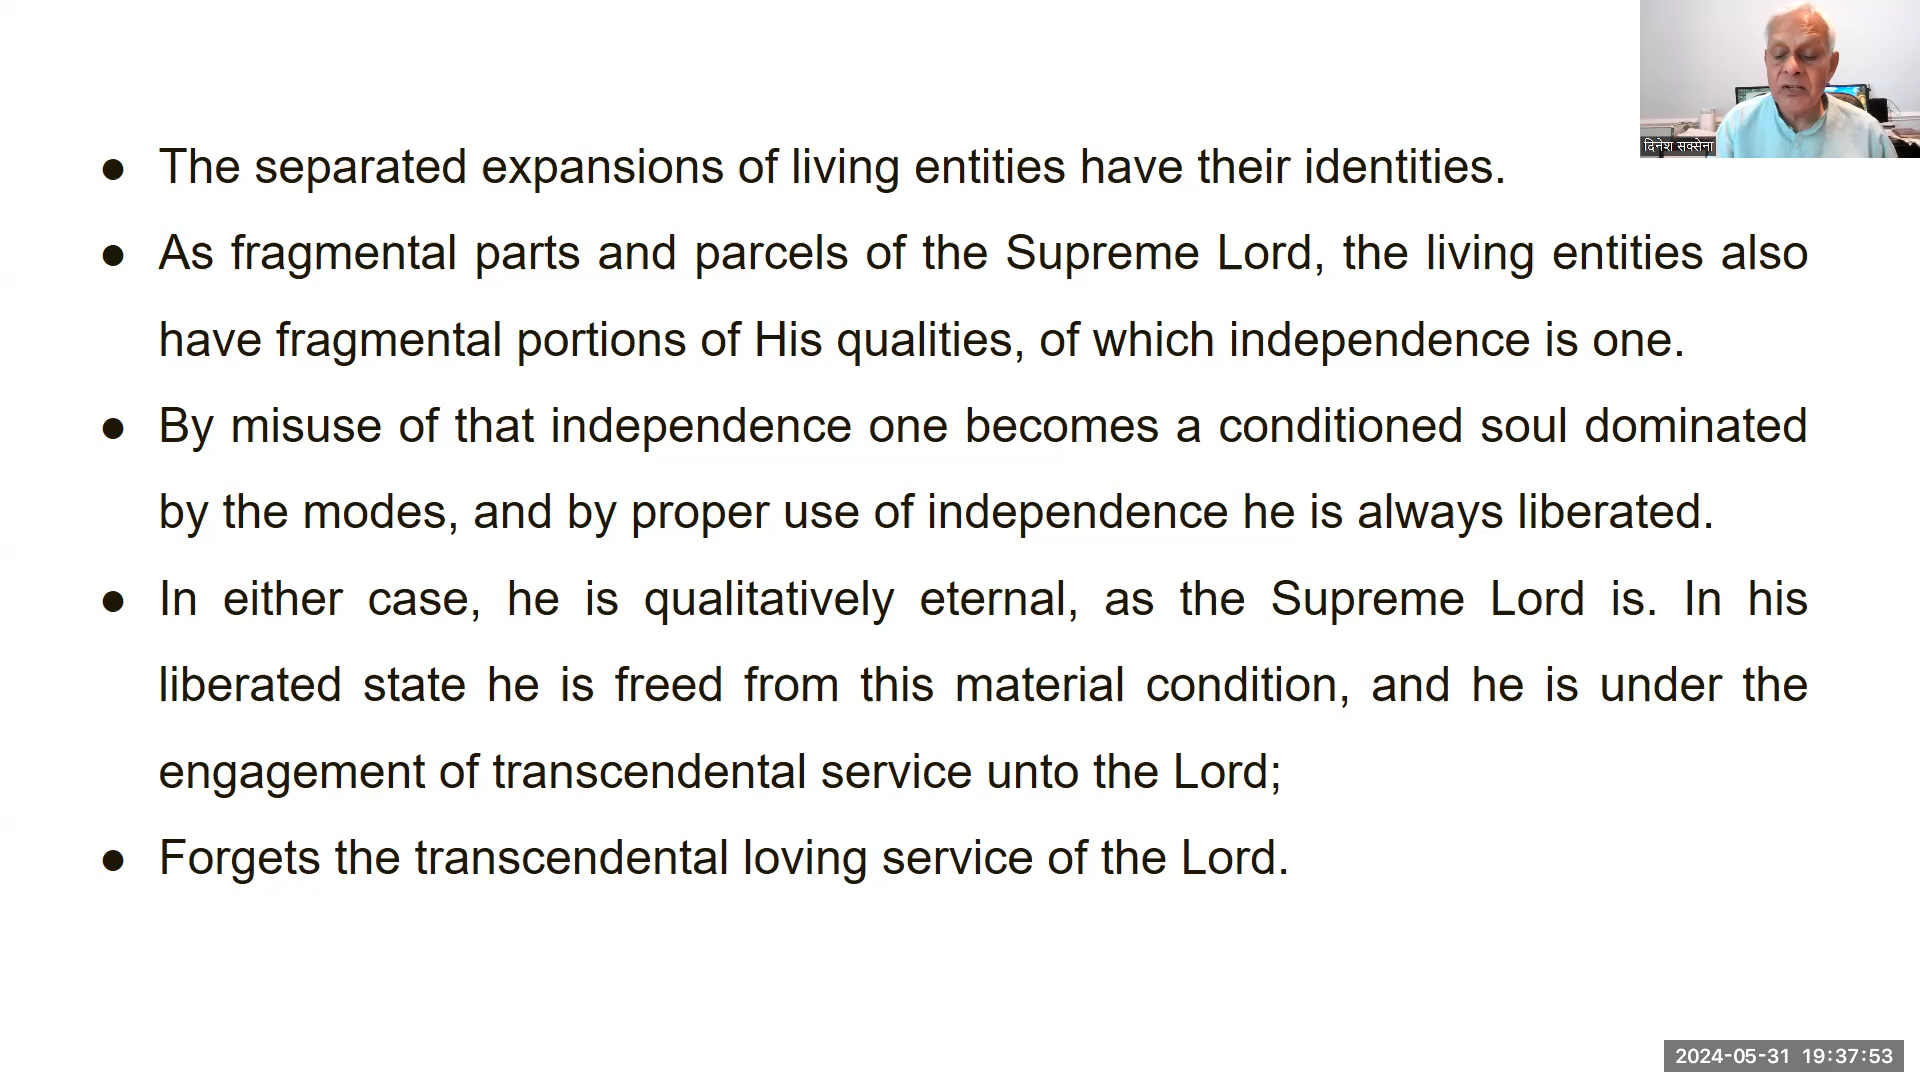 दिनेश सक्सेना
● The separated expansions of living entities have their identities.
● As fragmental parts and parcels of the Supreme Lord, the living entities also
have fragmental portions of His qualities, of which independence is one.
● By misuse of that independence one becomes a conditioned soul dominated
by the modes, and by proper use of independence he is always liberated.
● In either case, he is qualitatively eternal, as the Supreme Lord is. In his
liberated state he is freed from this material condition, and he is under the
engagement of transcendental service unto the Lord;
● Forgets the transcendental loving service of the Lord.
2024-05-31 19:37:53